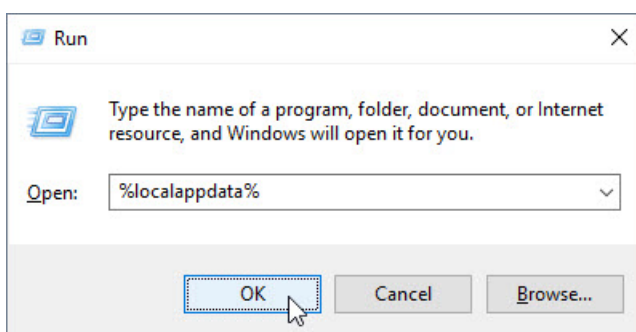 Run
Type the name of a program, folder, document, or Internet
resource, and Windows will open it for you.
Open: %localappdata%
OK Cancel Browse...